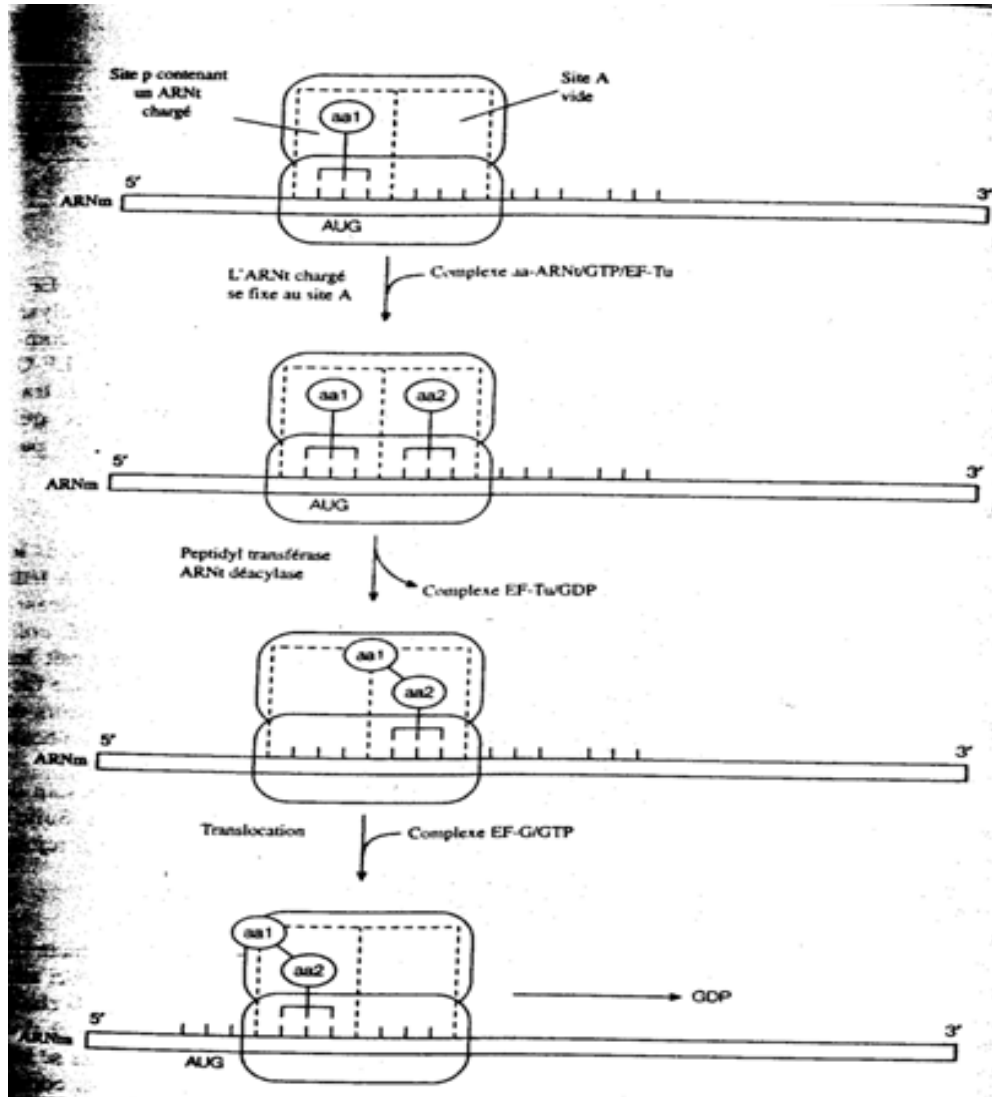 Site p contenant
un ARNt
chargé
Site A
vide
aa1
5'
3'
ARNm
AUG
L'ARNt chargé
se fixe au site A
Complexe aa-ARNt/GTP/EF-Tu
aa1
aa2
5'
3'
ARNm
AUG
Peptidyl transférase
ARNt déacylase
Complexe EF-Tu/GDP
aa1
aa2
5'
3'
ARNm
Translocation
Complexe EF-G/GTP
aa1
aa2
GDP
5'
3'
ARNm
AUG